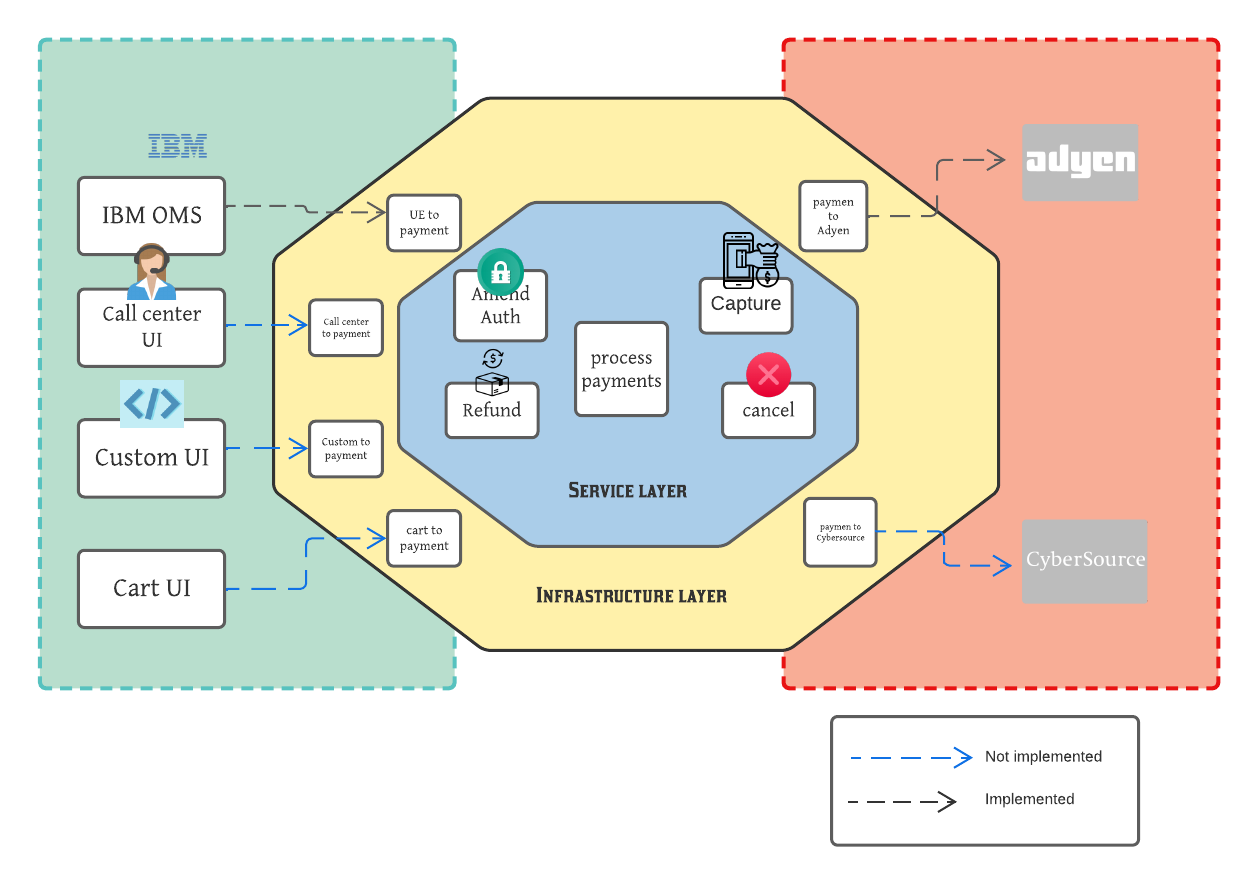 IBM
IBM OMS
Call center
UI
Custom UI
Cart UI
UE to
payment
Call center
to payment
Custom to
payment
cart to
payment
Amend
Auth
Refund
process
payments
$
$
Capture
cancel
SERVICE LAYER
INFRASTRUCTURE LAYER
paymen
to
Adyen
paymen to
Cybersource
adyen
CyberSource
Not implemented
Implemented